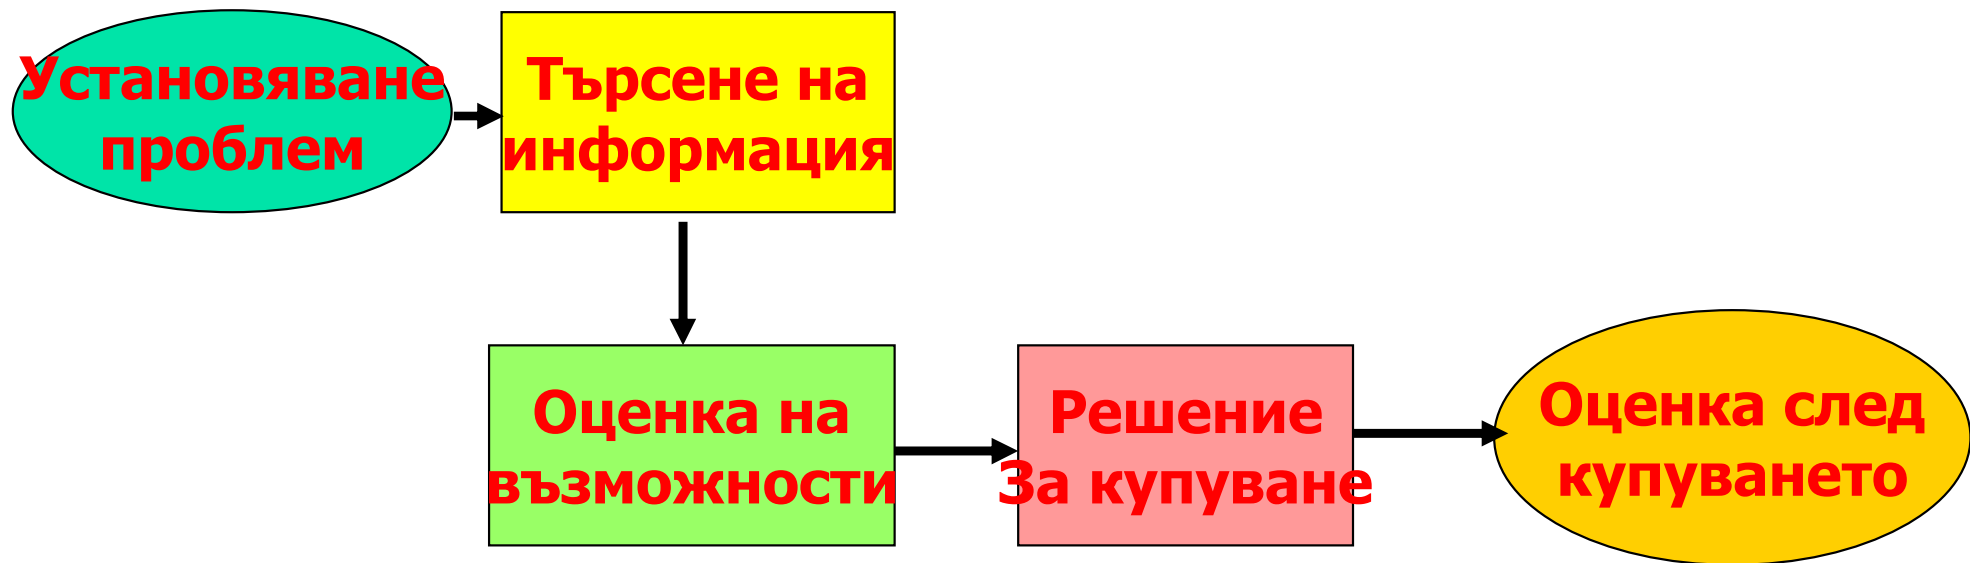 Установяване
проблем
Търсене на
информация
Оценка на
възможности
Решение
За купуване
Оценка след
купуването